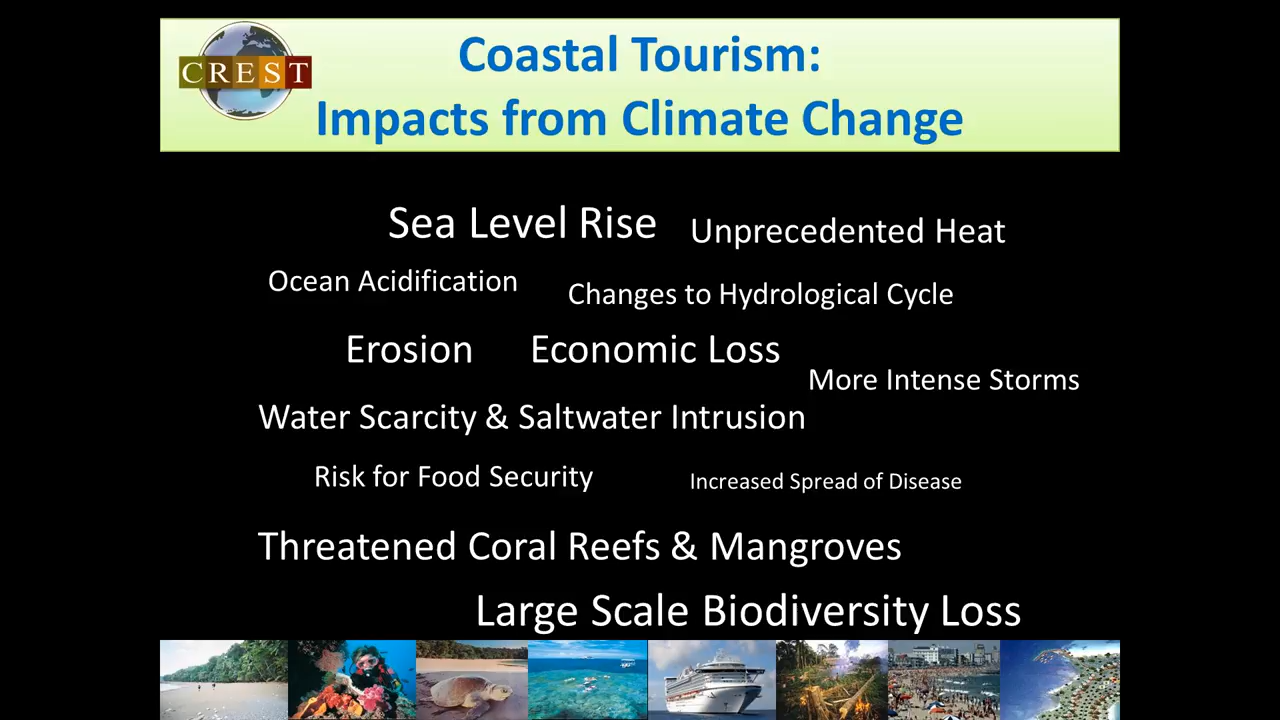 CREST
Coastal Tourism:
Impacts from Climate Change
Sea Level Rise
Unprecedented Heat
Ocean Acidification
Changes to Hydrological Cycle
Erosion
Economic Loss
More Intense Storms
Water Scarcity & Saltwater Intrusion
Risk for Food Security
Increased Spread of Disease
Threatened Coral Reefs & Mangroves
Large Scale Biodiversity Loss